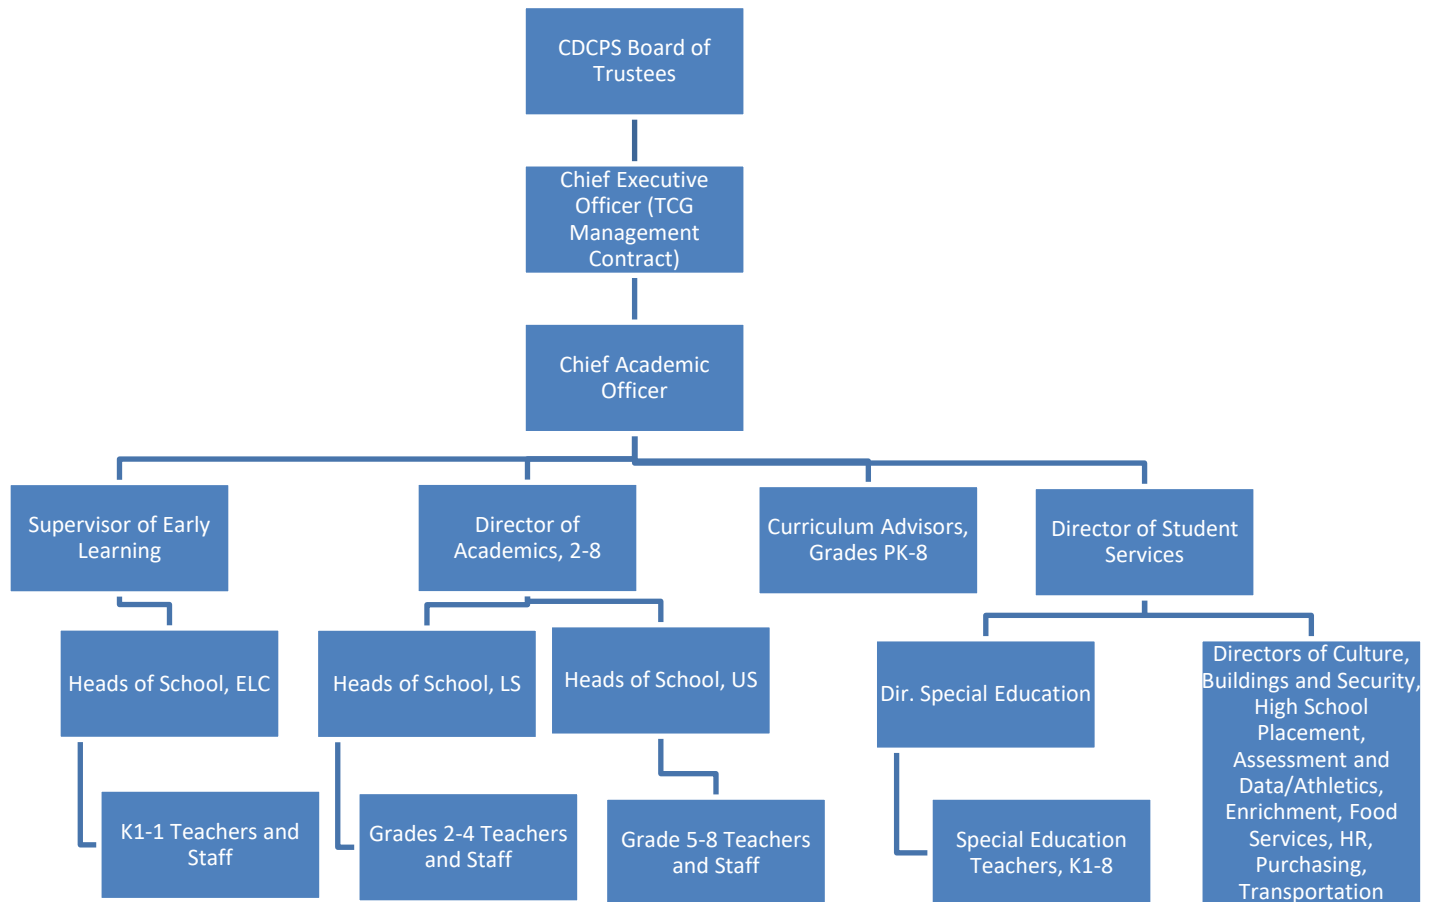 CDCPS Board of
Trustees
Chief Executive
Officer (TCG
Management
Contract)
Chief Academic
Officer
Supervisor of Early
Learning
Director of
Academics, 2-8
Curriculum Advisors,
Grades PK-8
Director of Student
Services
Heads of School, ELC
Heads of School, LS
Heads of School, US
Dir. Special Education
Directors of Culture,
Buildings and Security,
High School
Placement,
Assessment and
Data/Athletics,
Enrichment, Food
Services, HR,
Purchasing,
Transportation
K1-1 Teachers and
Staff
Grades 2-4 Teachers
and Staff
Grade 5-8 Teachers
and Staff
Special Education
Teachers, K1-8